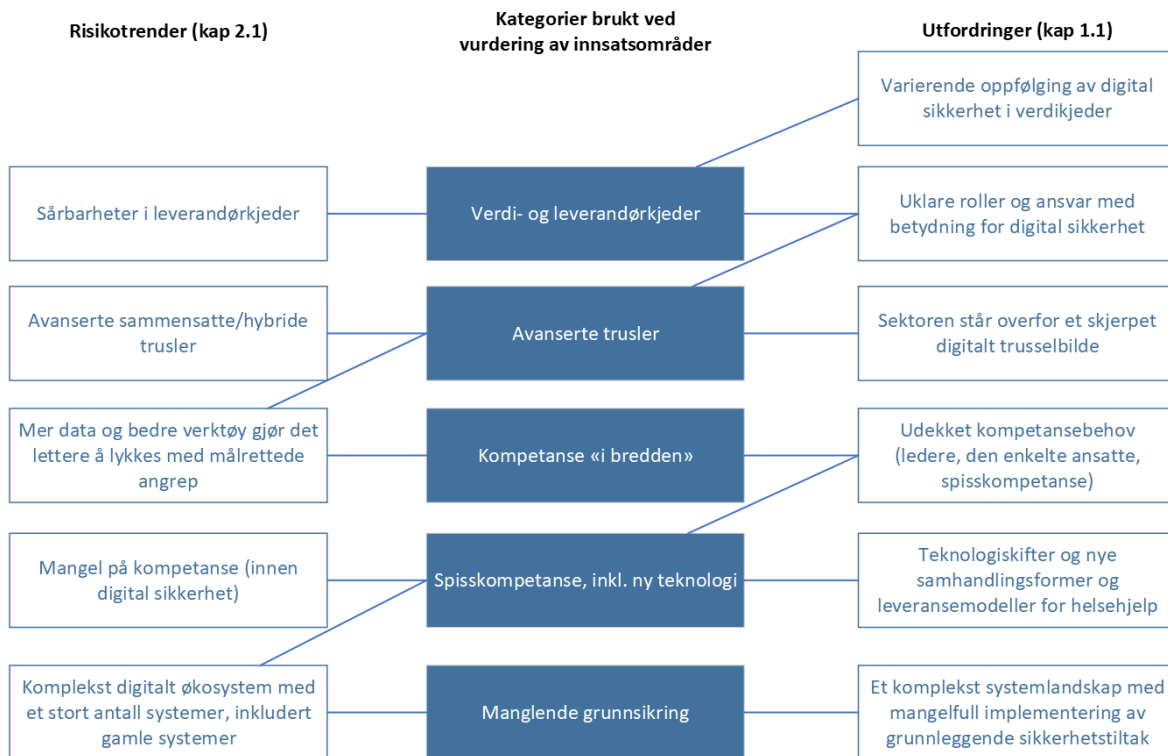 Risikotrender (kap 2.1)
Kategorier brukt ved
vurdering av innsatsområder
Utfordringer (kap 1.1)
Varierende oppfølging av digital
sikkerhet i verdikjeder
Sårbarheter i leverandørkjeder
Verdi- og leverandørkjeder
Uklare roller og ansvar med
betydning for digital sikkerhet
Avanserte sammensatte/hybride
trusler
Avanserte trusler
Sektoren står overfor et skjerpet
digitalt trusselbilde
Mer data og bedre verktøy gjør det
lettere å lykkes med målrettede
angrep
Kompetanse «i bredden»
Udekket kompetansebehov
(ledere, den enkelte ansatte,
spisskompetanse)
Mangel på kompetanse (innen
digital sikkerhet)
Spisskompetanse, inkl. ny teknologi
Teknologiskifter og nye
samhandlingsformer og
leveransemodeller for helsehjelp
Komplekst digitalt økosystem med
et stort antall systemer, inkludert
gamle systemer
Manglende grunnsikring
Et komplekst systemlandskap med
mangelfull implementering av
grunnleggende sikkerhetstiltak